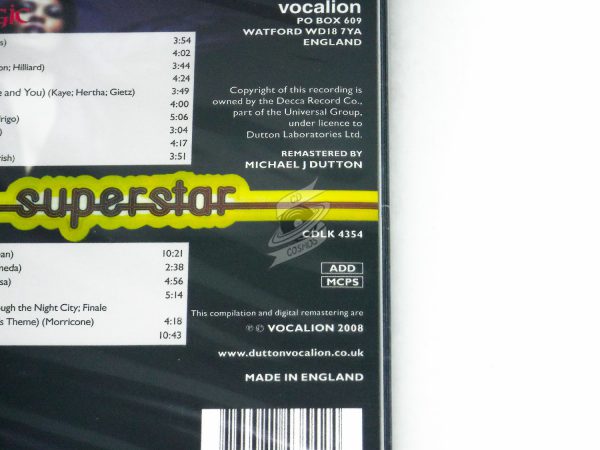 gic
s) 3:54
4:02
on; Hilliard) 3:44
4:24
e and You) (Kaye; Hertha; Gietz) 3:49
4:00
rigo) 5:06
) 3:04
4:17
rish) 3:51
vocalion
PO BOX 609
WATFORD WD18 7YA
ENGLAND
Copyright of this recording is
owned by the Decca Record Co.,
part of the Universal Group,
under licence to
Dutton Laboratories Ltd.
REMASTERED BY
MICHAEL J DUTTON
superstar
CD
COSMOS
CDLK 4354
ADD
MCPS
ean) 10:21
neda) 2:38
sa) 4:56
5:14
ough the Night City; Finale
's Theme) (Morricone) 4:18
10:43
This compilation and digital remastering are
℗ © VOCALION 2008
www.duttonvocalion.co.uk
MADE IN ENGLAND